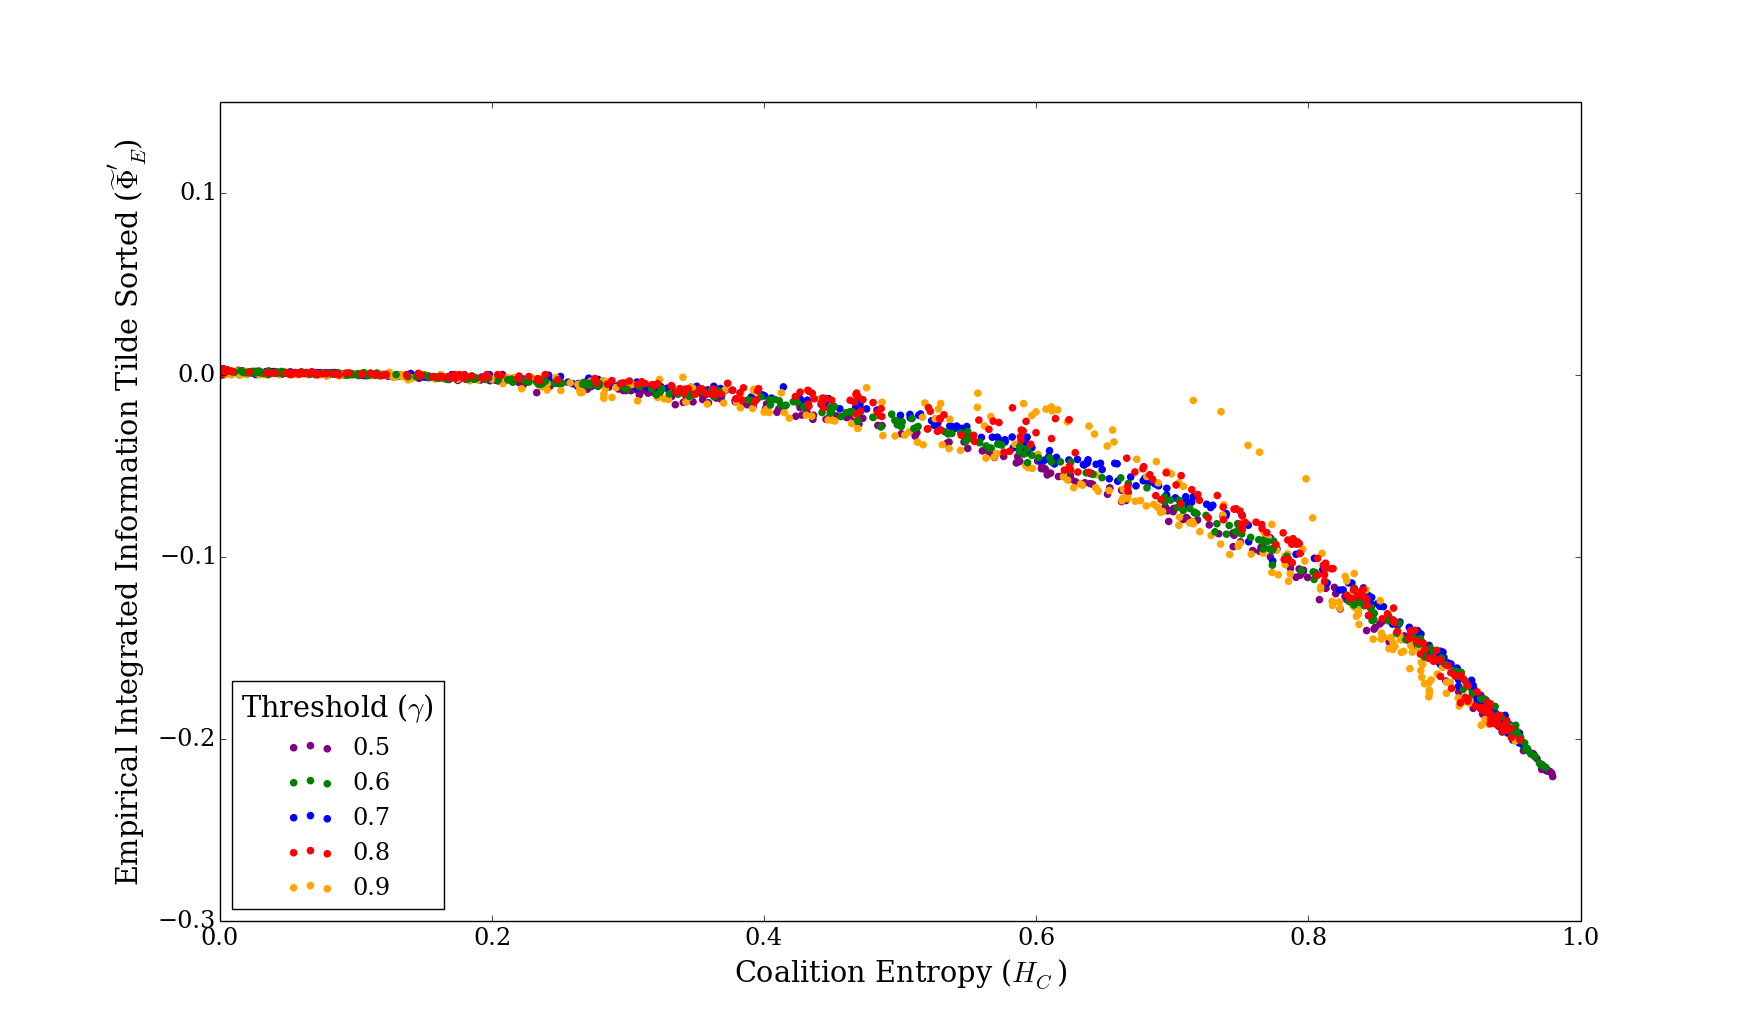 Empirical Integrated Information Tilde Sorted (Φ̃′_E)
0.1
0.0
−0.1
−0.2
−0.3
Threshold (γ)
0.5
0.6
0.7
0.8
0.9
0.0 0.2 0.4 0.6 0.8 1.0
Coalition Entropy (H_C)